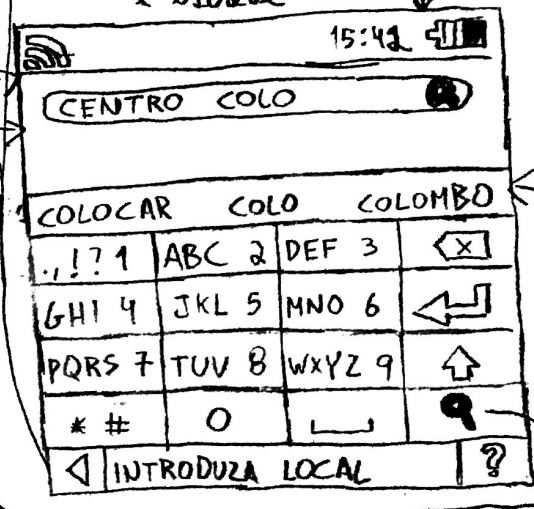 15:42
CENTRO COLO
COLOCAR COLO COLOMBO
.,!? 1 ABC 2 DEF 3
GHI 4 JKL 5 MNO 6
PQRS 7 TUV 8 WXYZ 9
* # 0
INTRODUZA LOCAL ?